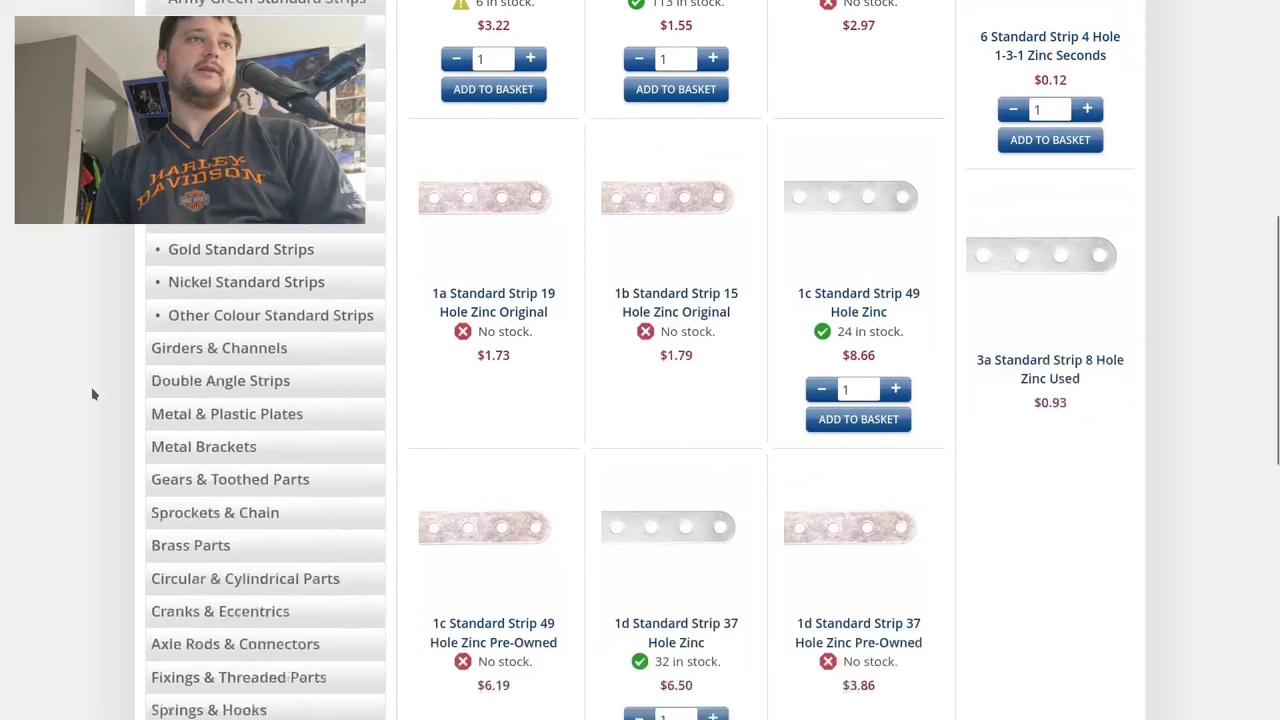 Army Green Standard Strips
6 in stock.
$3.22
− 1 +
ADD TO BASKET
113 in stock.
$1.55
− 1 +
ADD TO BASKET
No stock.
$2.97
6 Standard Strip 4 Hole
1-3-1 Zinc Seconds
$0.12
− 1 +
ADD TO BASKET
HARLEY
DAVIDSON
• Gold Standard Strips
• Nickel Standard Strips
• Other Colour Standard Strips
Girders & Channels
Double Angle Strips
Metal & Plastic Plates
Metal Brackets
Gears & Toothed Parts
Sprockets & Chain
Brass Parts
Circular & Cylindrical Parts
Cranks & Eccentrics
Axle Rods & Connectors
Fixings & Threaded Parts
Springs & Hooks
1a Standard Strip 19
Hole Zinc Original
No stock.
$1.73
1b Standard Strip 15
Hole Zinc Original
No stock.
$1.79
1c Standard Strip 49
Hole Zinc
24 in stock.
$8.66
− 1 +
ADD TO BASKET
3a Standard Strip 8 Hole
Zinc Used
$0.93
1c Standard Strip 49
Hole Zinc Pre-Owned
No stock.
$6.19
1d Standard Strip 37
Hole Zinc
32 in stock.
$6.50
− 1 +
1d Standard Strip 37
Hole Zinc Pre-Owned
No stock.
$3.86